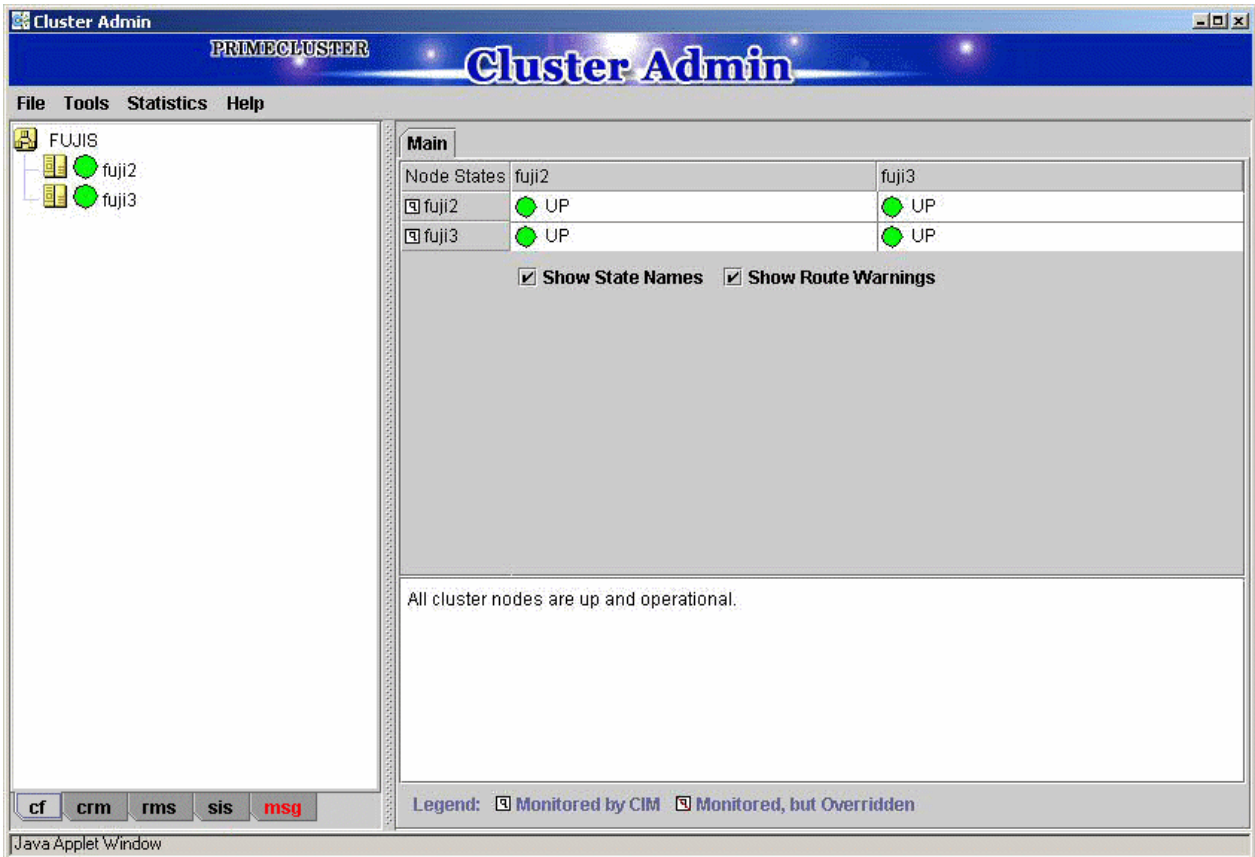 Cluster Admin
PRIMECLUSTER
Cluster Admin
File Tools Statistics Help
FUJIS
fuji2
fuji3
Main
Node States fuji2 fuji3
fuji2 UP UP
fuji3 UP UP
Show State Names Show Route Warnings
All cluster nodes are up and operational.
cf crm rms sis msg
Legend: Monitored by CIM Monitored, but Overridden
Java Applet Window